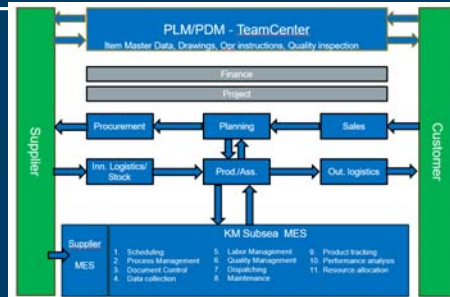 PLM/PDM - TeamCenter
Item Master Data, Drawings, Opr instructions, Quality inspection
Finance
Project
Supplier
Customer
Procurement
Planning
Sales
Inn. Logistics/
Stock
Prod./Ass.
Out. logistics
Supplier
MES
KM Subsea MES
1. Scheduling
2. Process Management
3. Document Control
4. Data collection
5. Labor Management
6. Quality Management
7. Dispatching
8. Maintenance
9. Product tracking
10. Performance analysis
11. Resource allocation